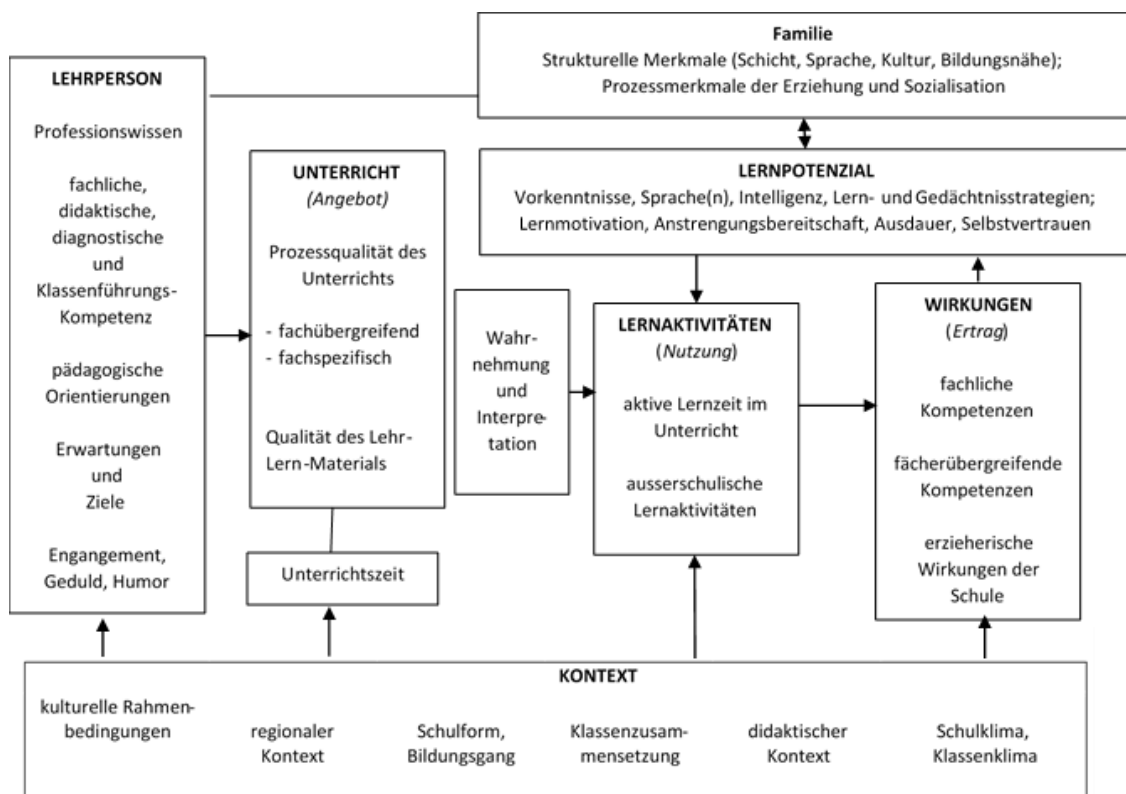 Familie
Strukturelle Merkmale (Schicht, Sprache, Kultur, Bildungsnähe);
Prozessmerkmale der Erziehung und Sozialisation
LEHRPERSON
Professionswissen
fachliche,
didaktische,
diagnostische
und
Klassenführungs-
Kompetenz
pädagogische
Orientierungen
Erwartungen
und
Ziele
Engangement,
Geduld, Humor
UNTERRICHT
(Angebot)
Prozessqualität des
Unterrichts
- fachübergreifend
- fachspezifisch
Qualität des Lehr-
Lern-Materials
Unterrichtszeit
LERNPOTENZIAL
Vorkenntnisse, Sprache(n), Intelligenz, Lern- und Gedächtnisstrategien;
Lernmotivation, Anstrengungsbereitschaft, Ausdauer, Selbstvertrauen
Wahr-
nehmung
und
Interpre-
tation
LERNAKTIVITÄTEN
(Nutzung)
aktive Lernzeit im
Unterricht
ausserschulische
Lernaktivitäten
WIRKUNGEN
(Ertrag)
fachliche
Kompetenzen
fächerübergreifende
Kompetenzen
erzieherische
Wirkungen der
Schule
KONTEXT
kulturelle Rahmen-
bedingungen
regionaler
Kontext
Schulform,
Bildungsgang
Klassenzusam-
mensetzung
didaktischer
Kontext
Schulklima,
Klassenklima